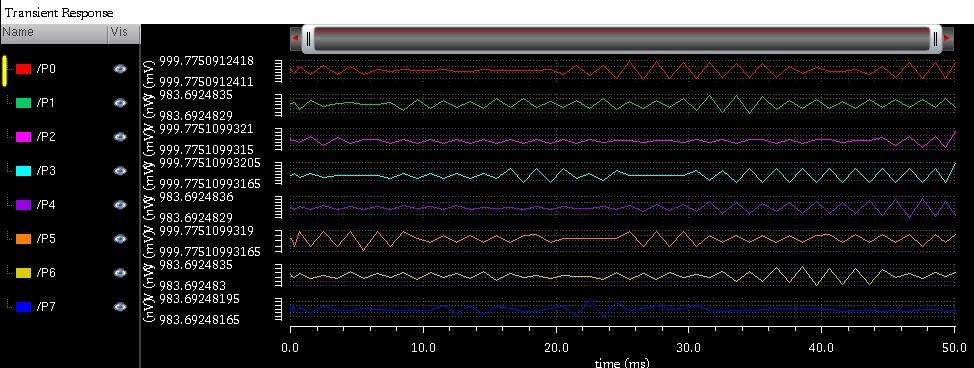 Transient Response
Name Vis
/P0 999.7750912418
999.7750912411
/P1 983.6924835
983.6924829
/P2 999.7751099321
999.775109315
/P3 999.77510993205
999.77510993165
/P4 983.6924836
983.6924829
/P5 999.7751099319
999.77510993165
/P6 983.6924835
983.692483
/P7 983.69248195
983.69248165
0.0 10.0 20.0 30.0 40.0 50.0
time (ms)